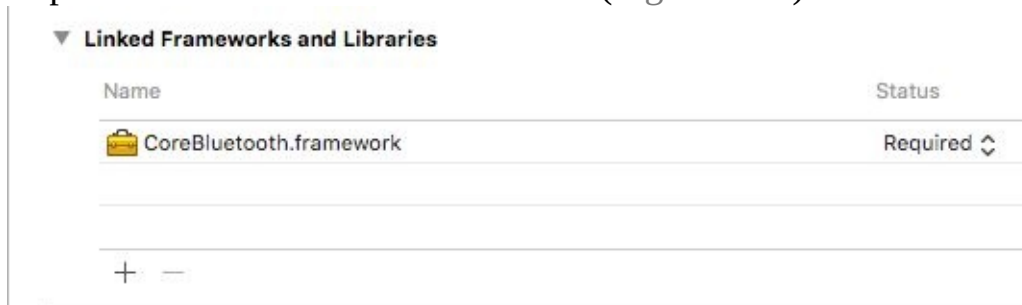 Linked Frameworks and Libraries
Name Status
CoreBluetooth.framework Required